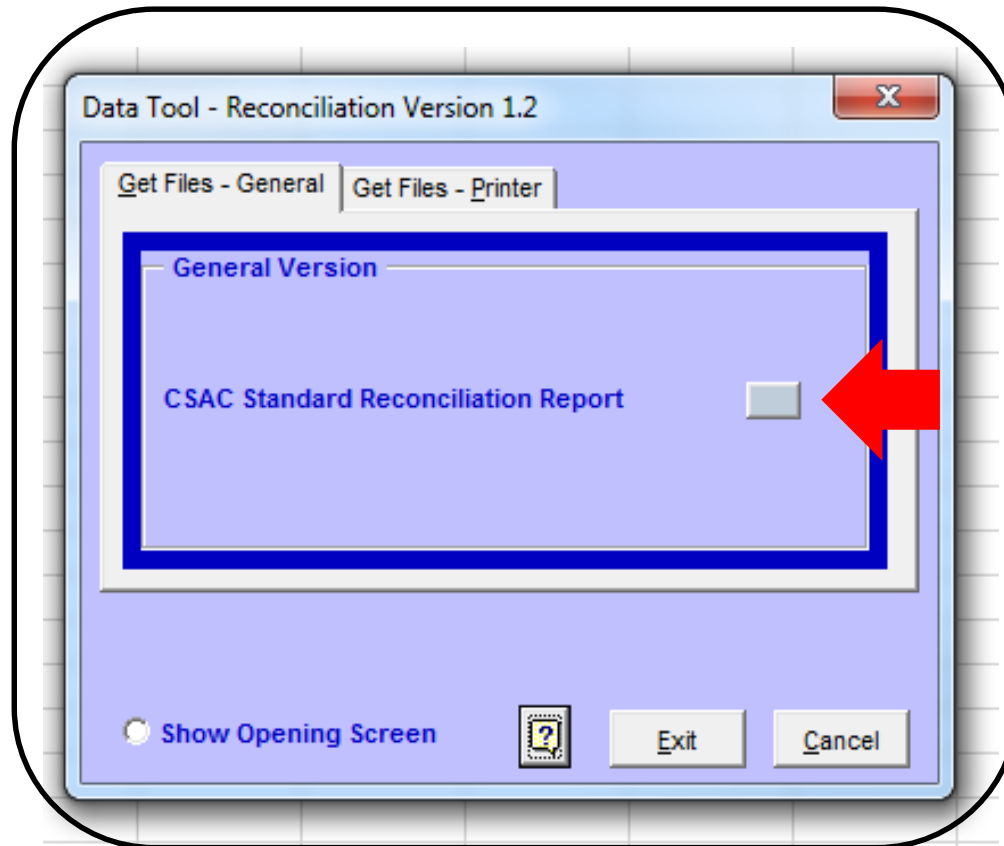 Data Tool - Reconciliation Version 1.2
Get Files - General
Get Files - Printer
General Version
CSAC Standard Reconciliation Report
Show Opening Screen
?
Exit
Cancel